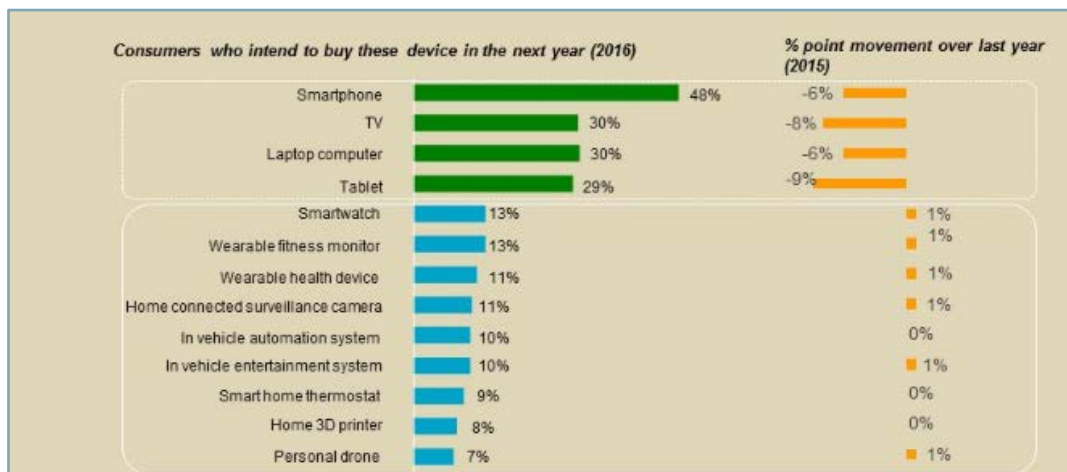 Consumers who intend to buy these device in the next year (2016)
% point movement over last year
(2015)
Smartphone 48% -6%
TV 30% -8%
Laptop computer 30% -6%
Tablet 29% -9%
Smartwatch 13% 1%
Wearable fitness monitor 13% 1%
Wearable health device 11% 1%
Home connected surveillance camera 11% 1%
In vehicle automation system 10% 0%
In vehicle entertainment system 10% 1%
Smart home thermostat 9% 0%
Home 3D printer 8% 0%
Personal drone 7% 1%